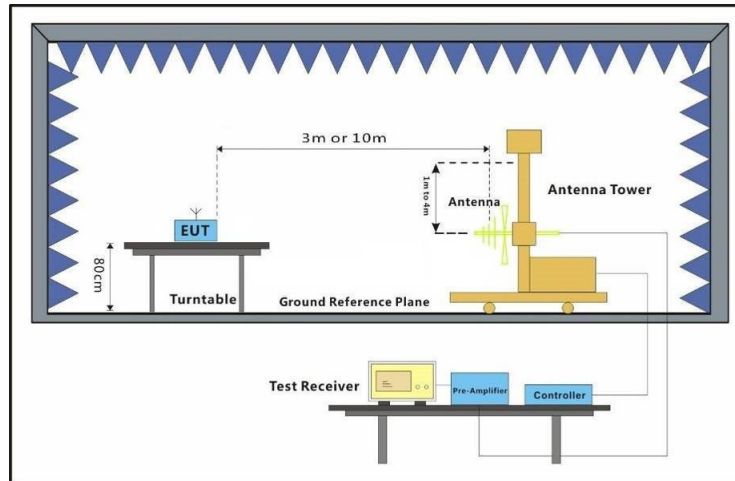 3m or 10m
1m to 4m
Antenna
Antenna Tower
EUT
80cm
Turntable
Ground Reference Plane
Test Receiver
Pre-Amplifier
Controller